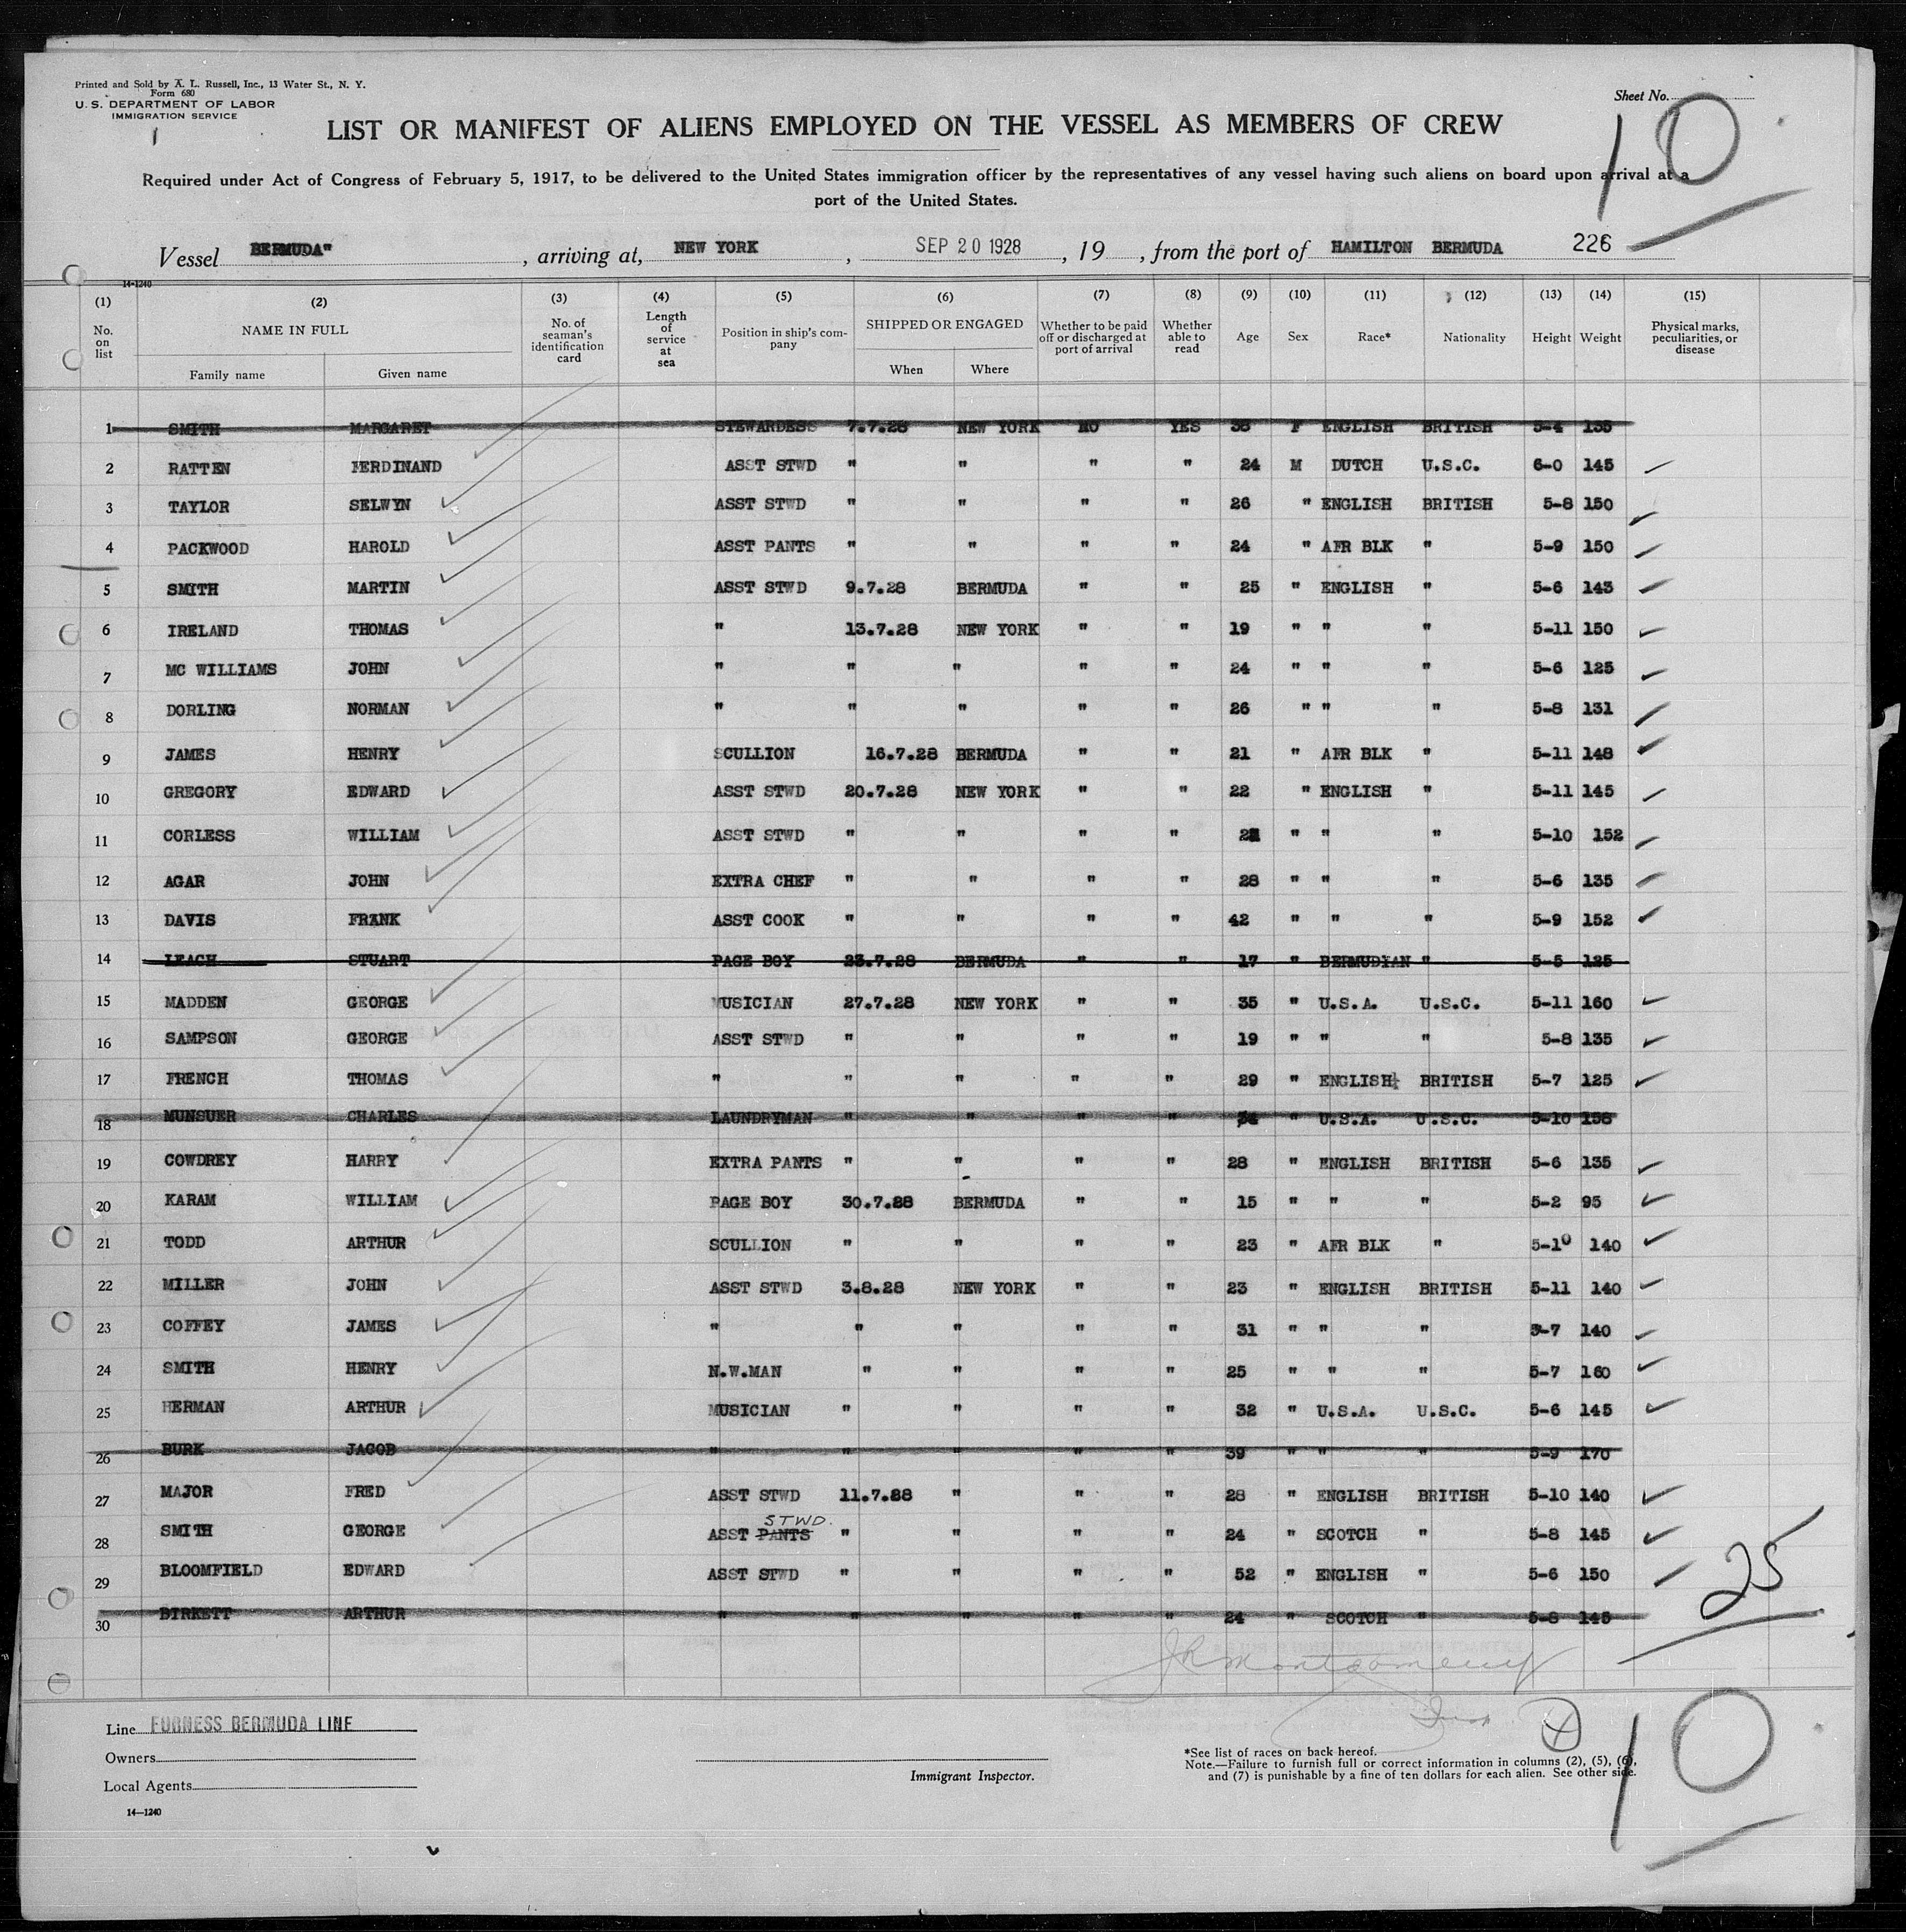 Printed and Sold by A. L. Russell, Inc., 13 Water St., N. Y.
Form 680
U. S. DEPARTMENT OF LABOR
IMMIGRATION SERVICE
Sheet No.
10
LIST OR MANIFEST OF ALIENS EMPLOYED ON THE VESSEL AS MEMBERS OF CREW
Required under Act of Congress of February 5, 1917, to be delivered to the United States immigration officer by the representatives of any vessel having such aliens on board upon arrival at a
port of the United States.
Vessel BERMUDA" , arriving at, NEW YORK , SEP 20 1928 , 19 , from the port of HAMILTON BERMUDA 226
14-1240
(1) (2) (3) (4) (5) (6) (7) (8) (9) (10) (11) (12) (13) (14) (15)
No. on list NAME IN FULL No. of seaman's identification card Length of service at sea Position in ship's company SHIPPED OR ENGAGED Whether to be paid off or discharged at port of arrival Whether able to read Age Sex Race* Nationality Height Weight Physical marks, peculiarities, or disease
Family name Given name When Where
1 SMITH MARGARET STEWARDESS 7.7.28 NEW YORK NO YES 38 F ENGLISH BRITISH 5-4 135
2 RATTEN FERDINAND ASST STWD " " " " 24 M DUTCH U.S.C. 6-0 145
3 TAYLOR SELWYN ASST STWD " " " " 26 " ENGLISH BRITISH 5-8 150
4 PACKWOOD HAROLD ASST PANTS " " " " 24 " AFR BLK " 5-9 150
5 SMITH MARTIN ASST STWD 9.7.28 BERMUDA " " 25 " ENGLISH " 5-6 143
6 IRELAND THOMAS " 13.7.28 NEW YORK " " 19 " " " 5-11 150
7 MC WILLIAMS JOHN " " " " " 24 " " " 5-6 125
8 DORLING NORMAN " " " " " 26 " " " 5-8 131
9 JAMES HENRY SCULLION 16.7.28 BERMUDA " " 21 " AFR BLK " 5-11 148
10 GREGORY EDWARD ASST STWD 20.7.28 NEW YORK " " 22 " ENGLISH " 5-11 145
11 CORLESS WILLIAM ASST STWD " " " " " " " 5-10 152
12 AGAR JOHN EXTRA CHEF " " " " 28 " " " 5-6 135
13 DAVIS FRANK ASST COOK " " " " 42 " " " 5-9 152
14 LEACH STUART PAGE BOY 23.7.28 BERMUDA " " 17 " BERMUDIAN " 5-5 125
15 MADDEN GEORGE MUSICIAN 27.7.28 NEW YORK " " 35 " U.S.A. U.S.C. 5-11 160
16 SAMPSON GEORGE ASST STWD " " " " 19 " " " 5-8 135
17 FRENCH THOMAS " " " " " 29 " ENGLISH BRITISH 5-7 125
18 MUNSUER CHARLES LAUNDRYMAN " " " " 34 " U.S.A. U.S.C. 5-10 158
19 COWDREY HARRY EXTRA PANTS " " " " 28 " ENGLISH BRITISH 5-6 135
20 KARAM WILLIAM PAGE BOY 30.7.28 BERMUDA " " 15 " " " 5-2 95
21 TODD ARTHUR SCULLION " " " " 23 " AFR BLK " 5-10 140
22 MILLER JOHN ASST STWD 3.8.28 NEW YORK " " 23 " ENGLISH BRITISH 5-11 140
23 COFFEY JAMES " " " " " 31 " " " 5-7 140
24 SMITH HENRY N.W.MAN " " " " 25 " " " 5-7 160
25 HERMAN ARTHUR MUSICIAN " " " " 32 " U.S.A. U.S.C. 5-6 145
26 BURK JACOB " " " " " 39 " " " 5-9 170
27 MAJOR FRED ASST STWD 11.7.28 " " " 28 " ENGLISH BRITISH 5-10 140
STWD.
28 SMITH GEORGE ASST PANTS " " " " 24 " SCOTCH " 5-8 145
29 BLOOMFIELD EDWARD ASST STWD " " " " 52 " ENGLISH " 5-6 150
30 BIRKETT ARTHUR " " " " " 24 " SCOTCH " 5-8 145
25
JR Montgomery
Line FURNESS BERMUDA LINE
Owners
Local Agents
14—1240
Immigrant Inspector.
*See list of races on back hereof.
Note.—Failure to furnish full or correct information in columns (2), (5), (6),
and (7) is punishable by a fine of ten dollars for each alien. See other side.
10